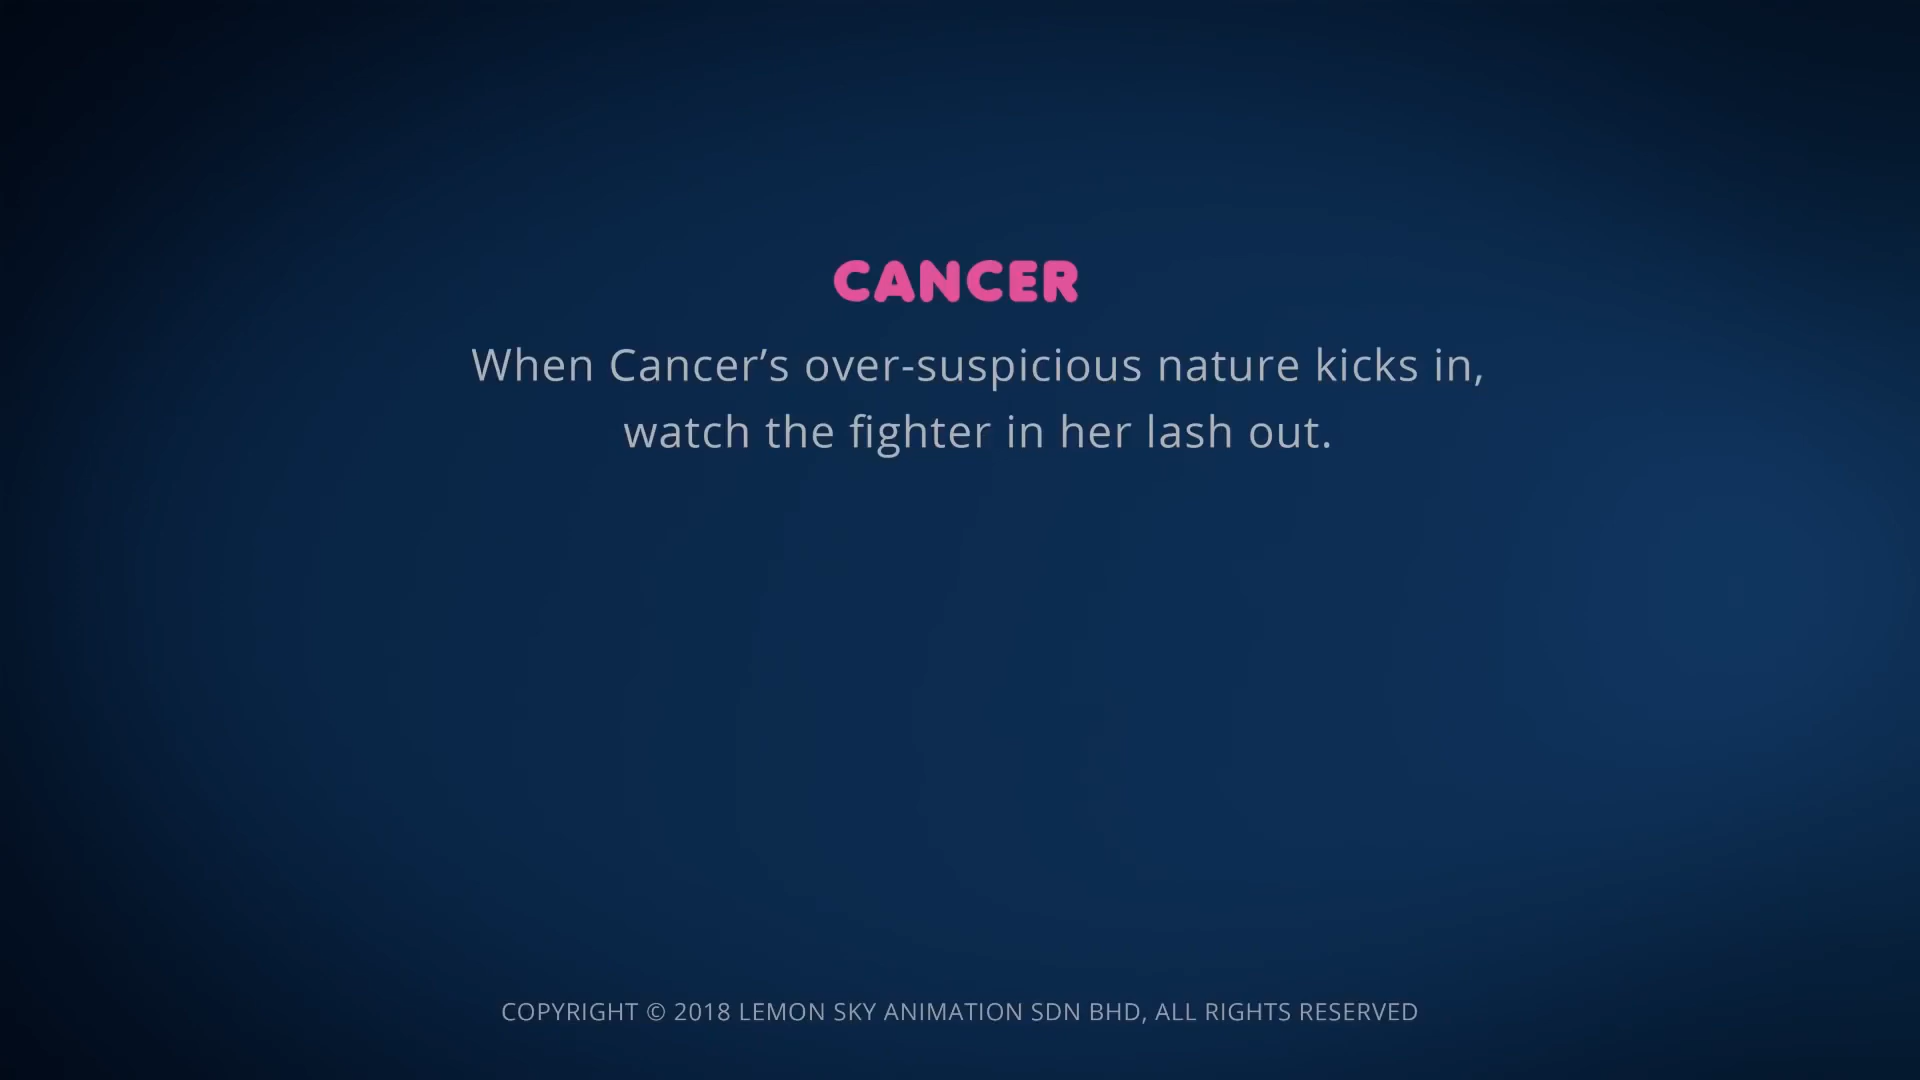 CANCER
When Cancer’s over-suspicious nature kicks in,
watch the fighter in her lash out.
COPYRIGHT © 2018 LEMON SKY ANIMATION SDN BHD, ALL RIGHTS RESERVED